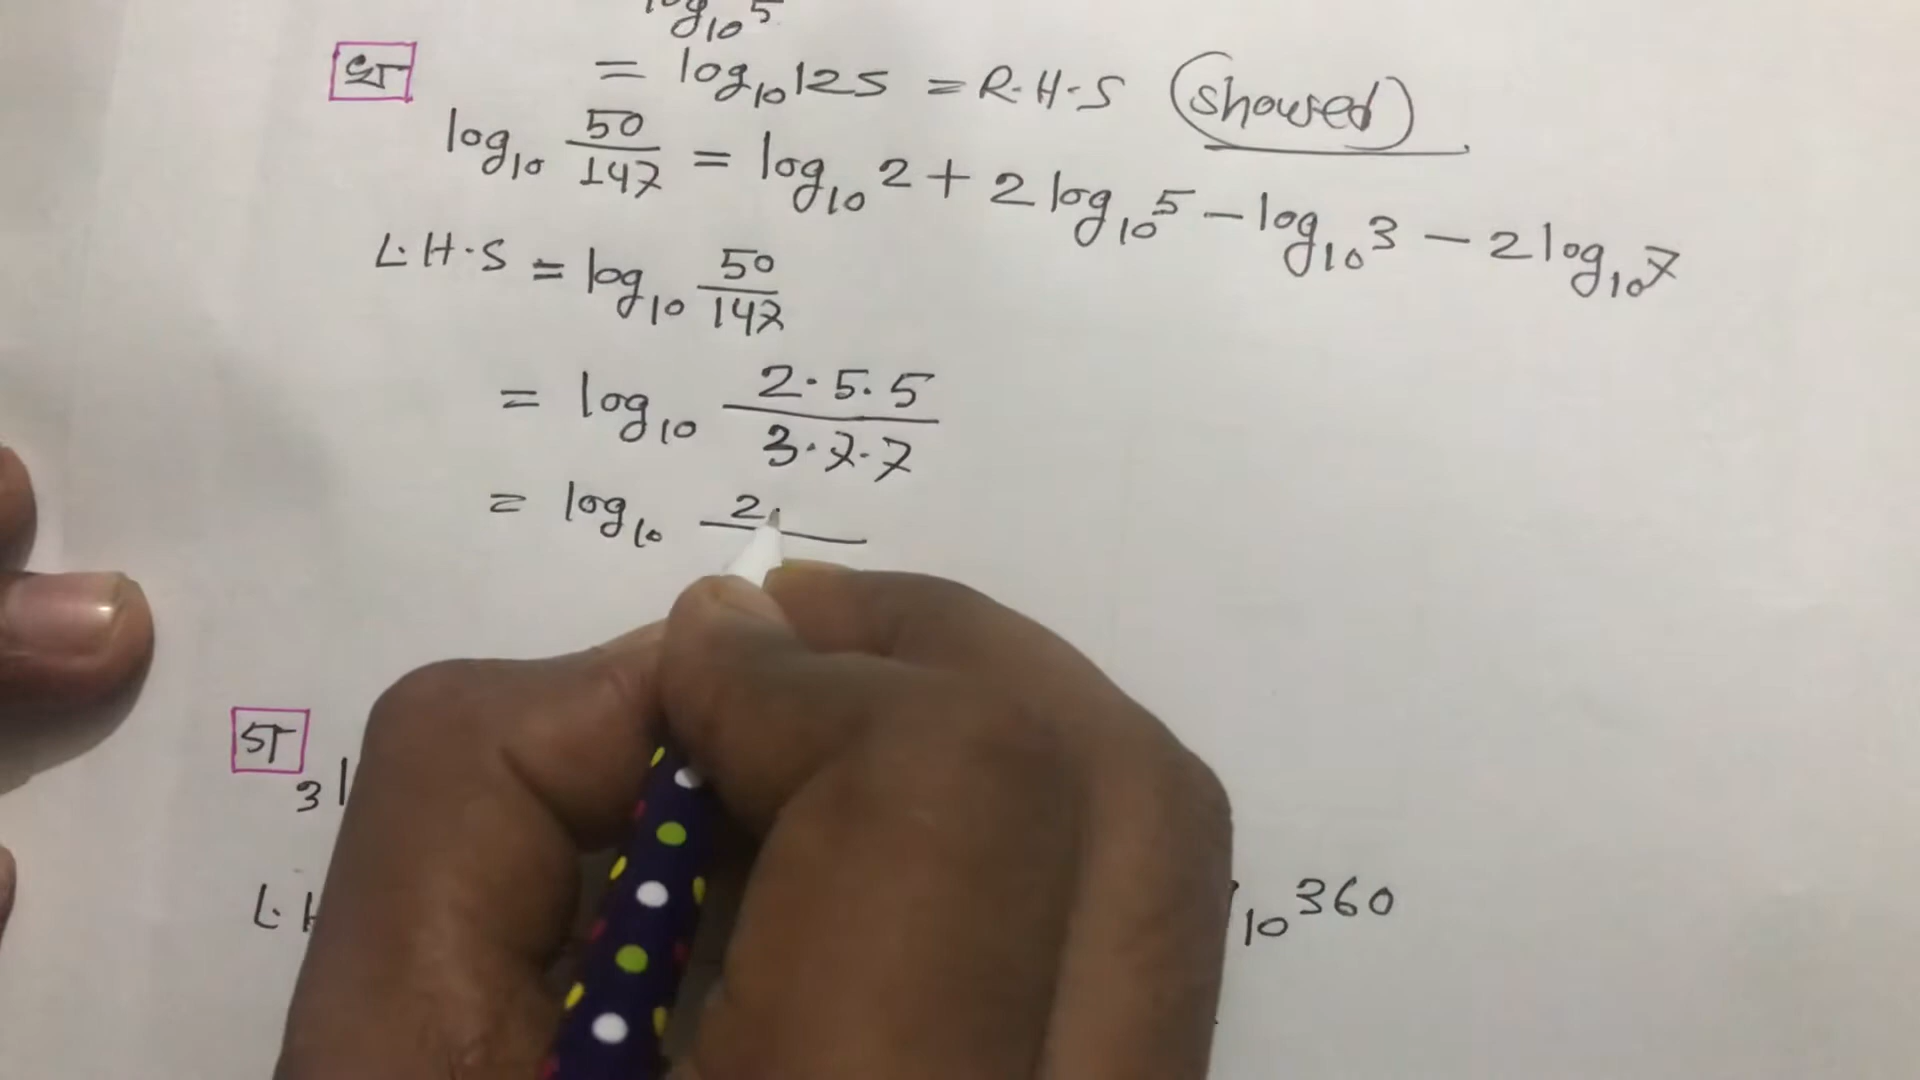 log₁₀5
= log₁₀125 = R.H.S (showed)
খ
log₁₀ 50/147 = log₁₀2 + 2log₁₀5 - log₁₀3 - 2log₁₀7
L.H.S = log₁₀ 50/147
= log₁₀ 2·5·5/3·7·7
= log₁₀ 2·
গ
3l
L.H
10 360